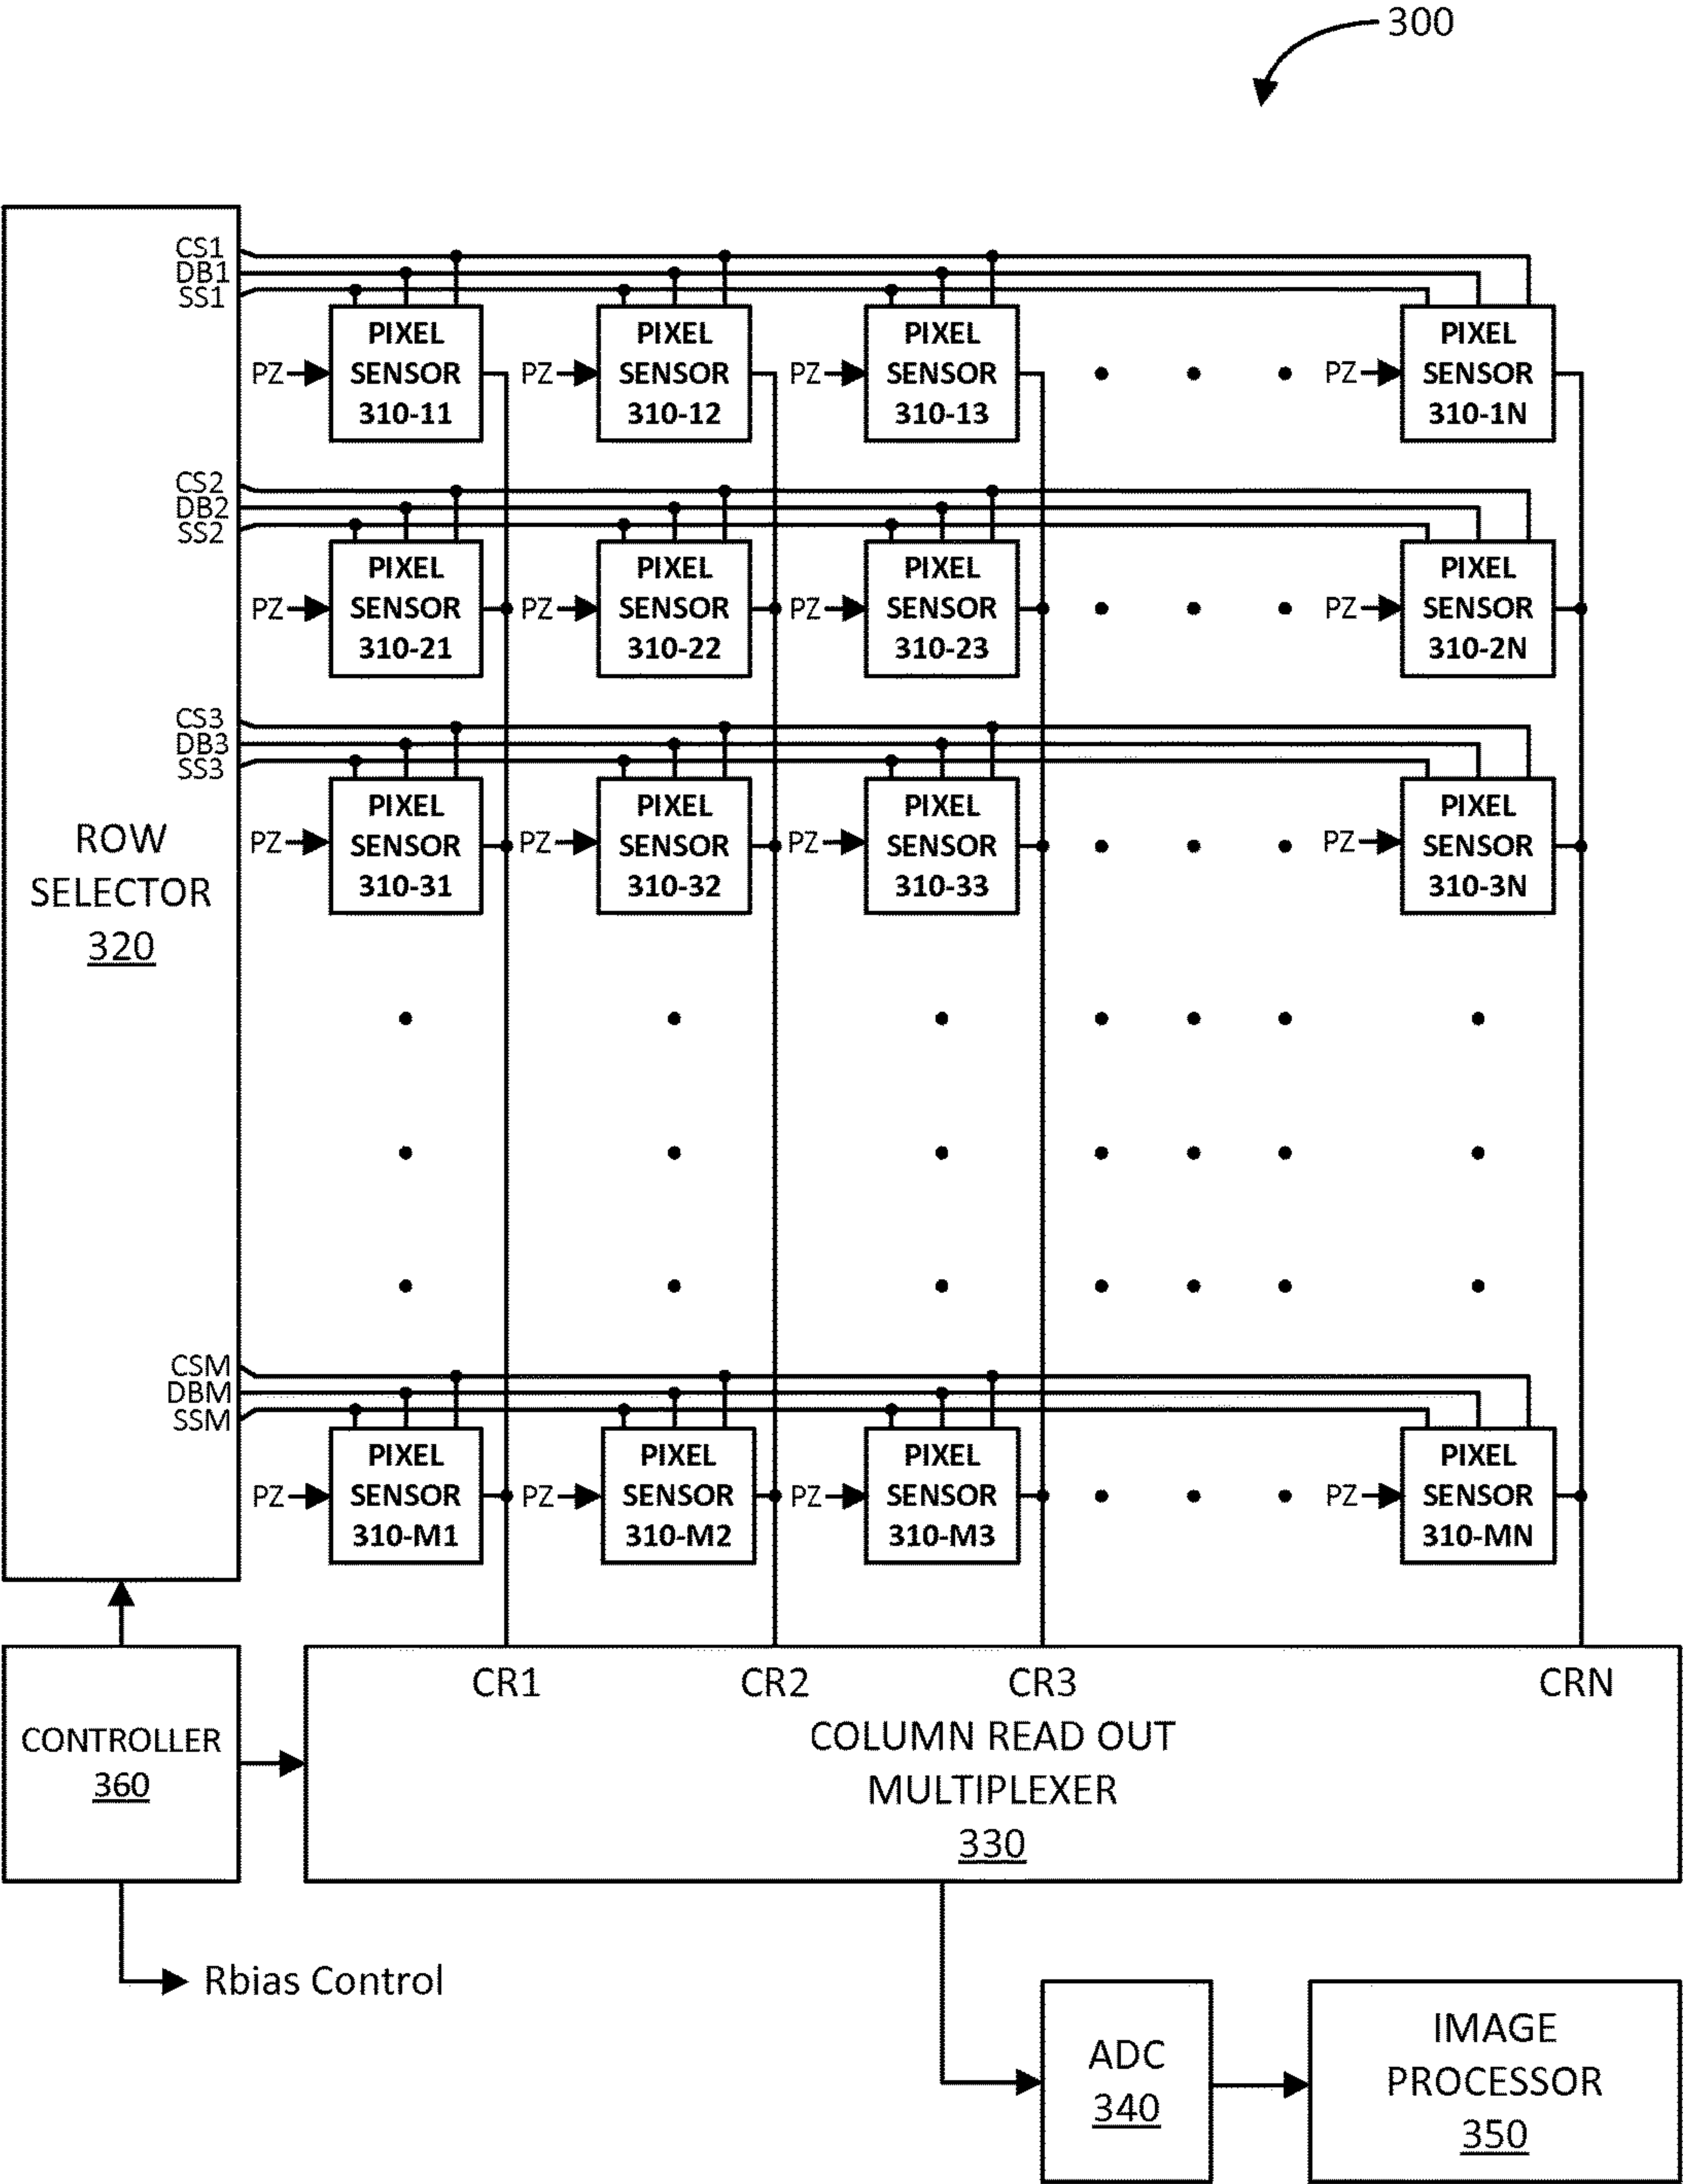 300
CS1
DB1
SS1
PIXEL SENSOR 310-11
PIXEL SENSOR 310-12
PIXEL SENSOR 310-13
PIXEL SENSOR 310-1N
PZ
PZ
PZ
PZ
CS2
DB2
SS2
PIXEL SENSOR 310-21
PIXEL SENSOR 310-22
PIXEL SENSOR 310-23
PIXEL SENSOR 310-2N
PZ
PZ
PZ
PZ
CS3
DB3
SS3
PIXEL SENSOR 310-31
PIXEL SENSOR 310-32
PIXEL SENSOR 310-33
PIXEL SENSOR 310-3N
PZ
PZ
PZ
PZ
ROW
SELECTOR
320
CSM
DBM
SSM
PIXEL SENSOR 310-M1
PIXEL SENSOR 310-M2
PIXEL SENSOR 310-M3
PIXEL SENSOR 310-MN
PZ
PZ
PZ
PZ
CR1 CR2 CR3 CRN
CONTROLLER
360
COLUMN READ OUT
MULTIPLEXER
330
Rbias Control
ADC
340
IMAGE
PROCESSOR
350